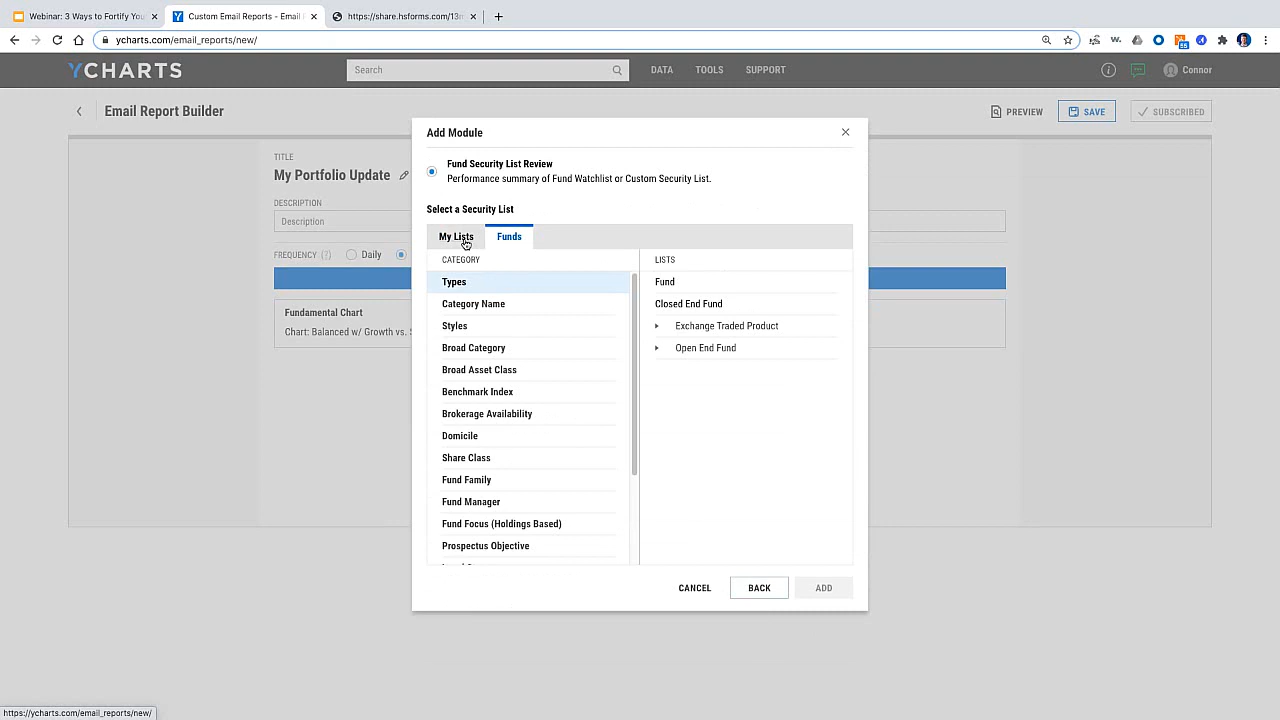 Webinar: 3 Ways to Fortify You
Custom Email Reports - Email
https://share.hsforms.com/13m
ycharts.com/email_reports/new/
YCHARTS
Search
DATA
TOOLS
SUPPORT
Connor
Email Report Builder
PREVIEW
SAVE
SUBSCRIBED
TITLE
My Portfolio Update
DESCRIPTION
Description
FREQUENCY (?)
Daily
Fundamental Chart
Chart: Balanced w/ Growth vs.
Add Module
Fund Security List Review
Performance summary of Fund Watchlist or Custom Security List.
Select a Security List
My Lists
Funds
CATEGORY
LISTS
Types
Fund
Category Name
Closed End Fund
Styles
Exchange Traded Product
Broad Category
Open End Fund
Broad Asset Class
Benchmark Index
Brokerage Availability
Domicile
Share Class
Fund Family
Fund Manager
Fund Focus (Holdings Based)
Prospectus Objective
CANCEL
BACK
ADD
https://ycharts.com/email_reports/new/